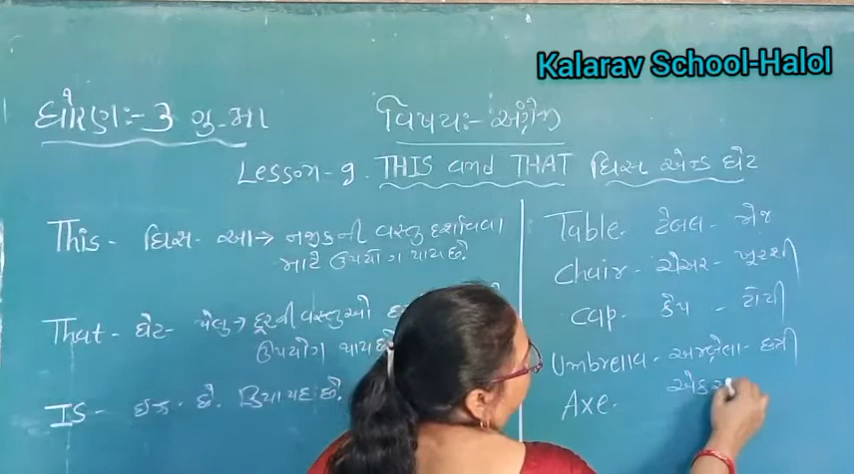 Kalarav School-Halol
ધોરણ:- 3 ગુ.મા
વિષય:- અંગ્રેજી
Lesson-9. THIS and THAT ધિસ એન્ડ ધેટ
This - ધિસ - આ → નજીકની વસ્તુ દર્શાવવા
માટે ઉપયોગ થાય છે.
That - ધેટ - પેલુ → દૂરની વસ્તુઓ
ઉપયોગ થાય
IS - ઇઝ - છે. ક્રિયાપદ છે.
Table - ટેબલ - મેજ
Chair - ચેઅર - ખુરશી
Cap - કેપ - ટોપી
Umbrella - અમ્બ્રેલા - છત્રી
Axe.